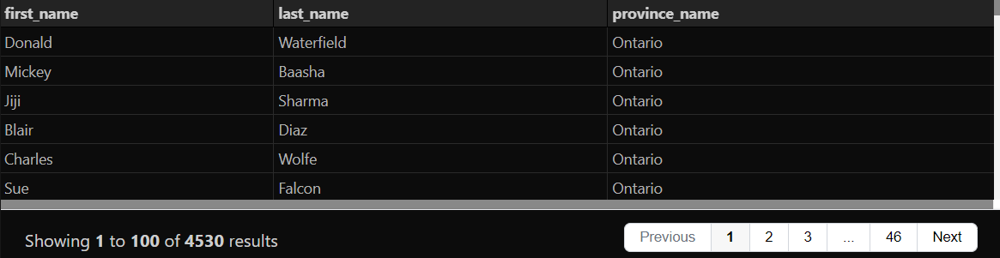 first_name last_name province_name
Donald Waterfield Ontario
Mickey Baasha Ontario
Jiji Sharma Ontario
Blair Diaz Ontario
Charles Wolfe Ontario
Sue Falcon Ontario
Showing 1 to 100 of 4530 results Previous 1 2 3 ... 46 Next